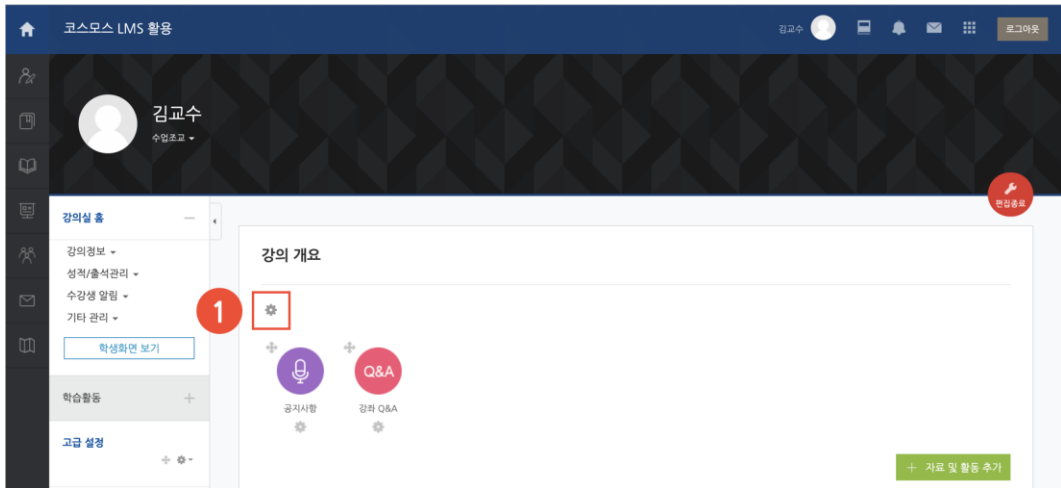 코스모스 LMS 활용
김교수
로그아웃
김교수
수업조교
편집종료
강의실 홈
강의정보
성적/출석관리
수강생 알림
기타 관리
학생화면 보기
학습활동
고급 설정
강의 개요
1
Q&A
공지사항
강좌 Q&A
+ 자료 및 활동 추가